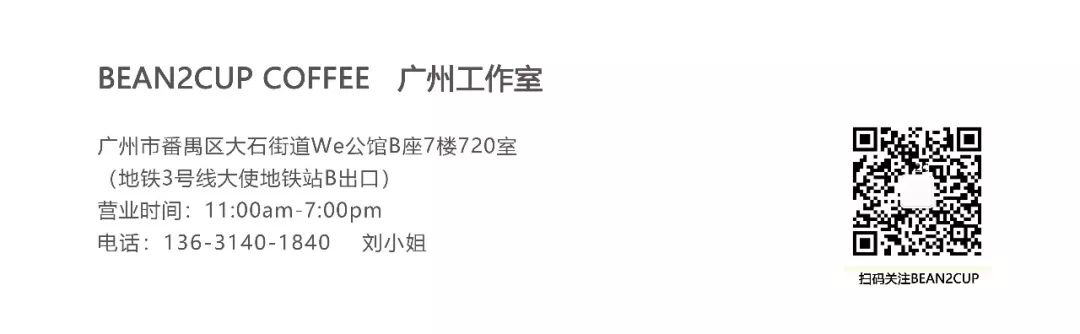 BEAN2CUP COFFEE 广州工作室
广州市番禺区大石街道We公馆B座7楼720室
（地铁3号线大使地铁站B出口）
营业时间：11:00am-7:00pm
电话：136-3140-1840 刘小姐
扫码关注BEAN2CUP